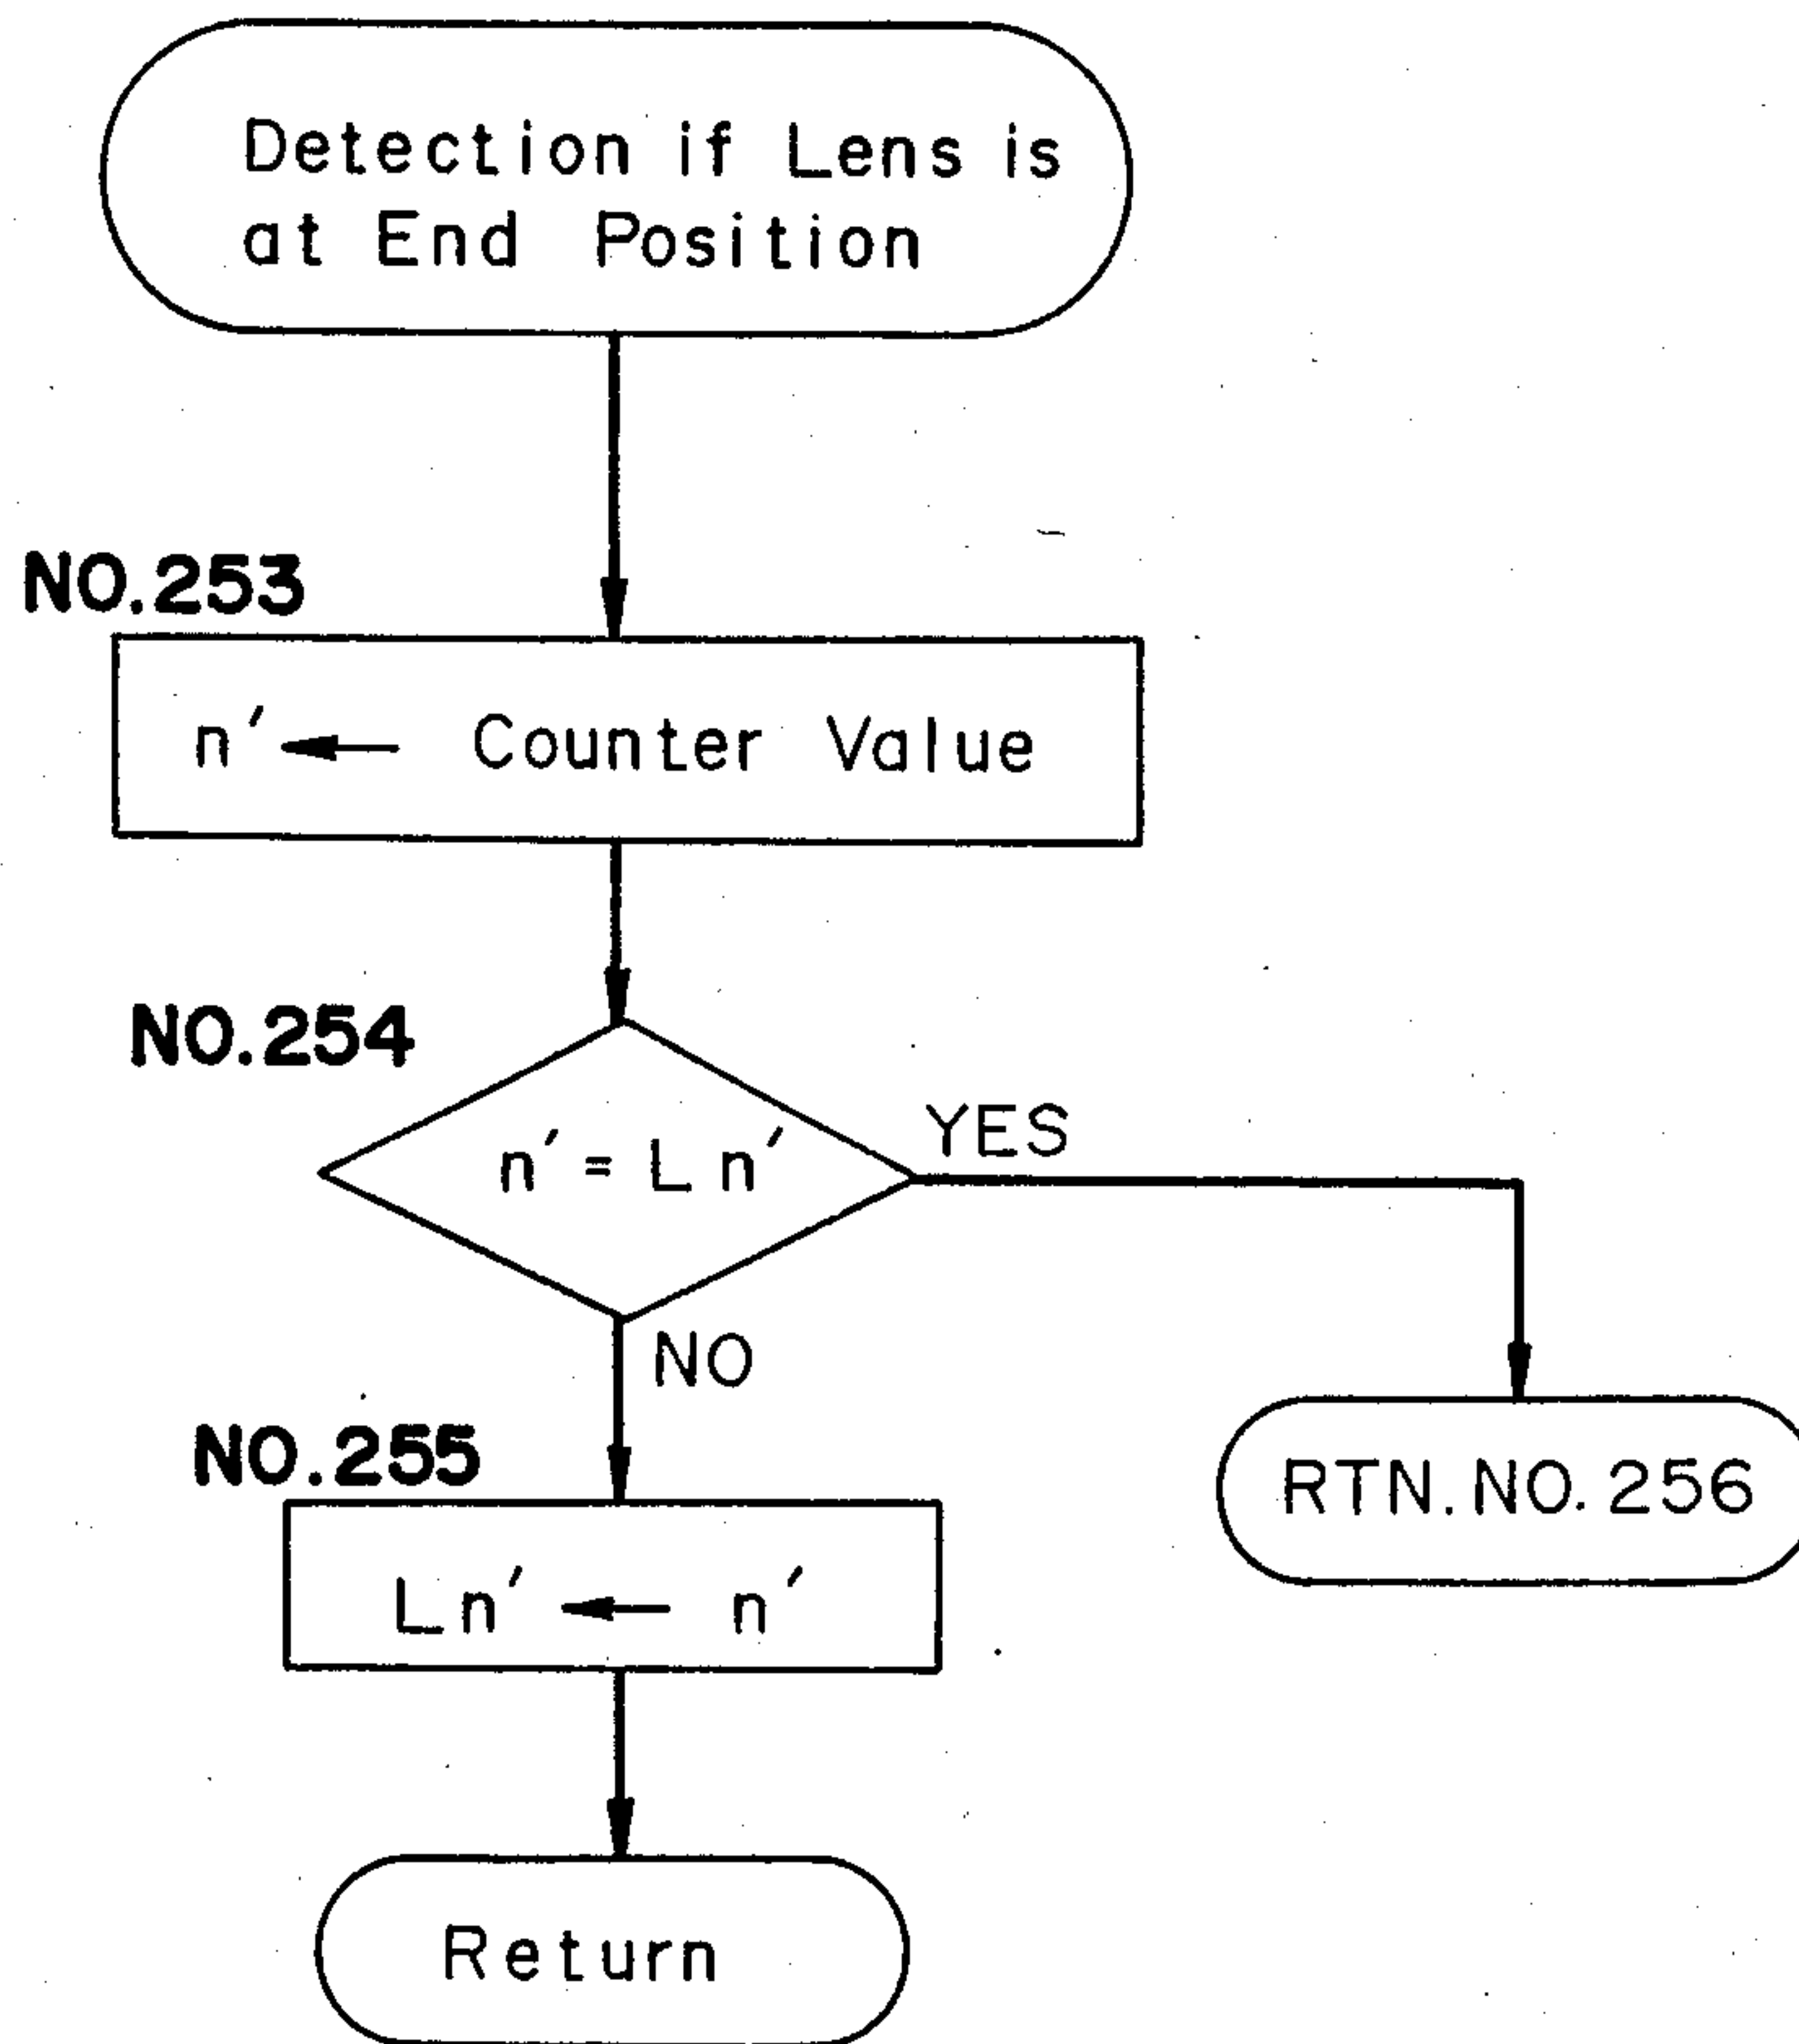 Detection if Lens is
at End Position
NO.253
n' ← Counter Value
NO.254
n' = Ln'
YES
NO
NO.255
RTN.NO.256
Ln' ← n'
Return